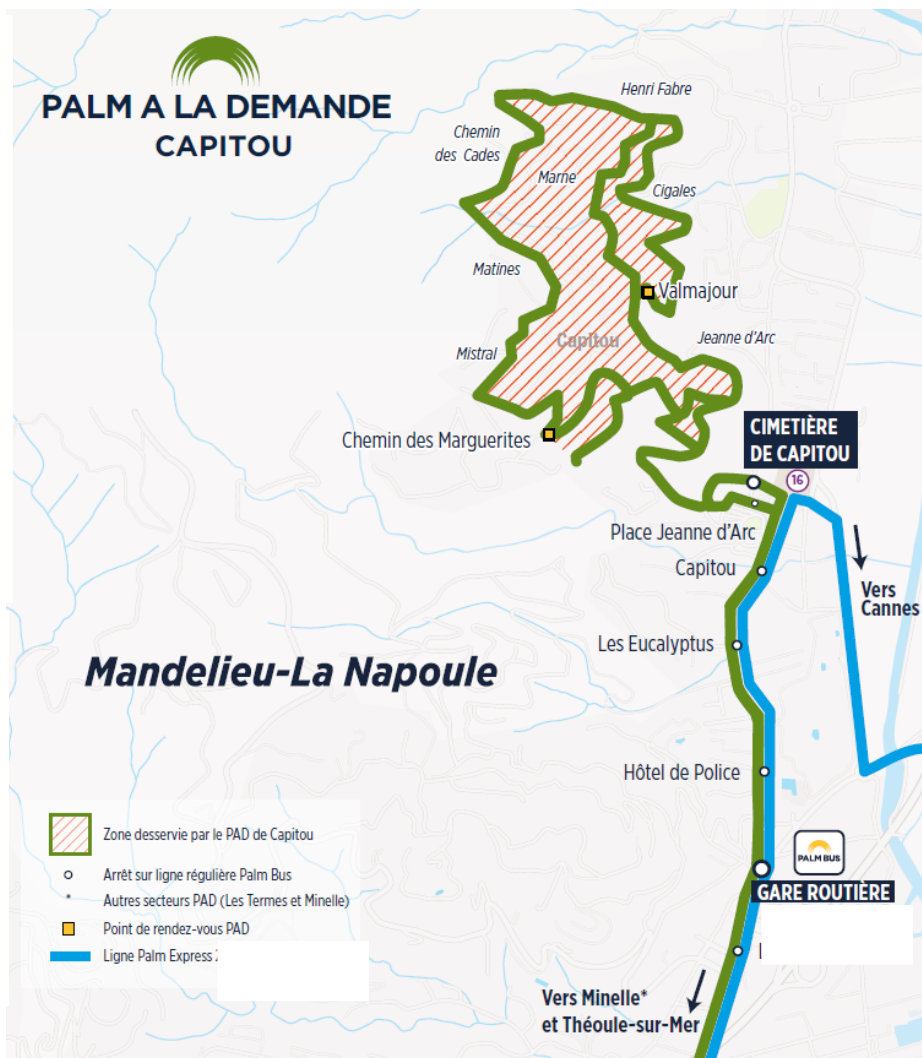 PALM A LA DEMANDE
CAPITOU
Henri Fabre
Chemin
des Cades
Marne
Cigales
Matines
Valmajour
Capitou
Jeanne d'Arc
Mistral
Chemin des Marguerites
CIMETIÈRE
DE CAPITOU
16
Place Jeanne d'Arc
Capitou
Vers
Cannes
Les Eucalyptus
Mandelieu-La Napoule
Hôtel de Police
Zone desservie par le PAD de Capitou
PALM BUS
Arrêt sur ligne régulière Palm Bus
GARE ROUTIÈRE
* Autres secteurs PAD (Les Termes et Minelle)
Point de rendez-vous PAD
Ligne Palm Express
Vers Minelle*
et Théoule-sur-Mer